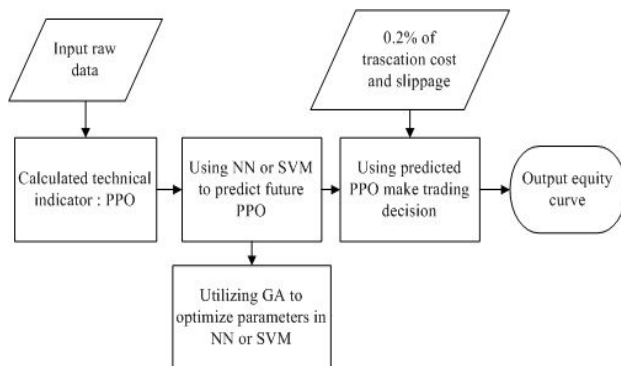 Input raw
data
0.2% of
trascation cost
and slippage
Calculated technical
indicator : PPO
Using NN or SVM
to predict future
PPO
Using predicted
PPO make trading
decision
Output equity
curve
Utilizing GA to
optimize parameters in
NN or SVM